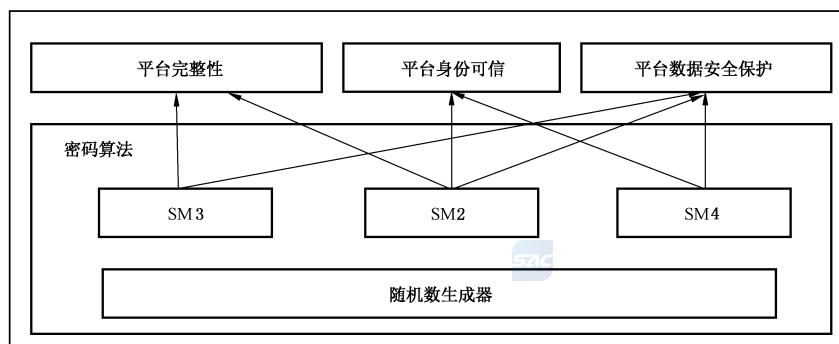 平台完整性
平台身份可信
平台数据安全保护
密码算法
SM3
SM2
SM4
SAC
随机数生成器